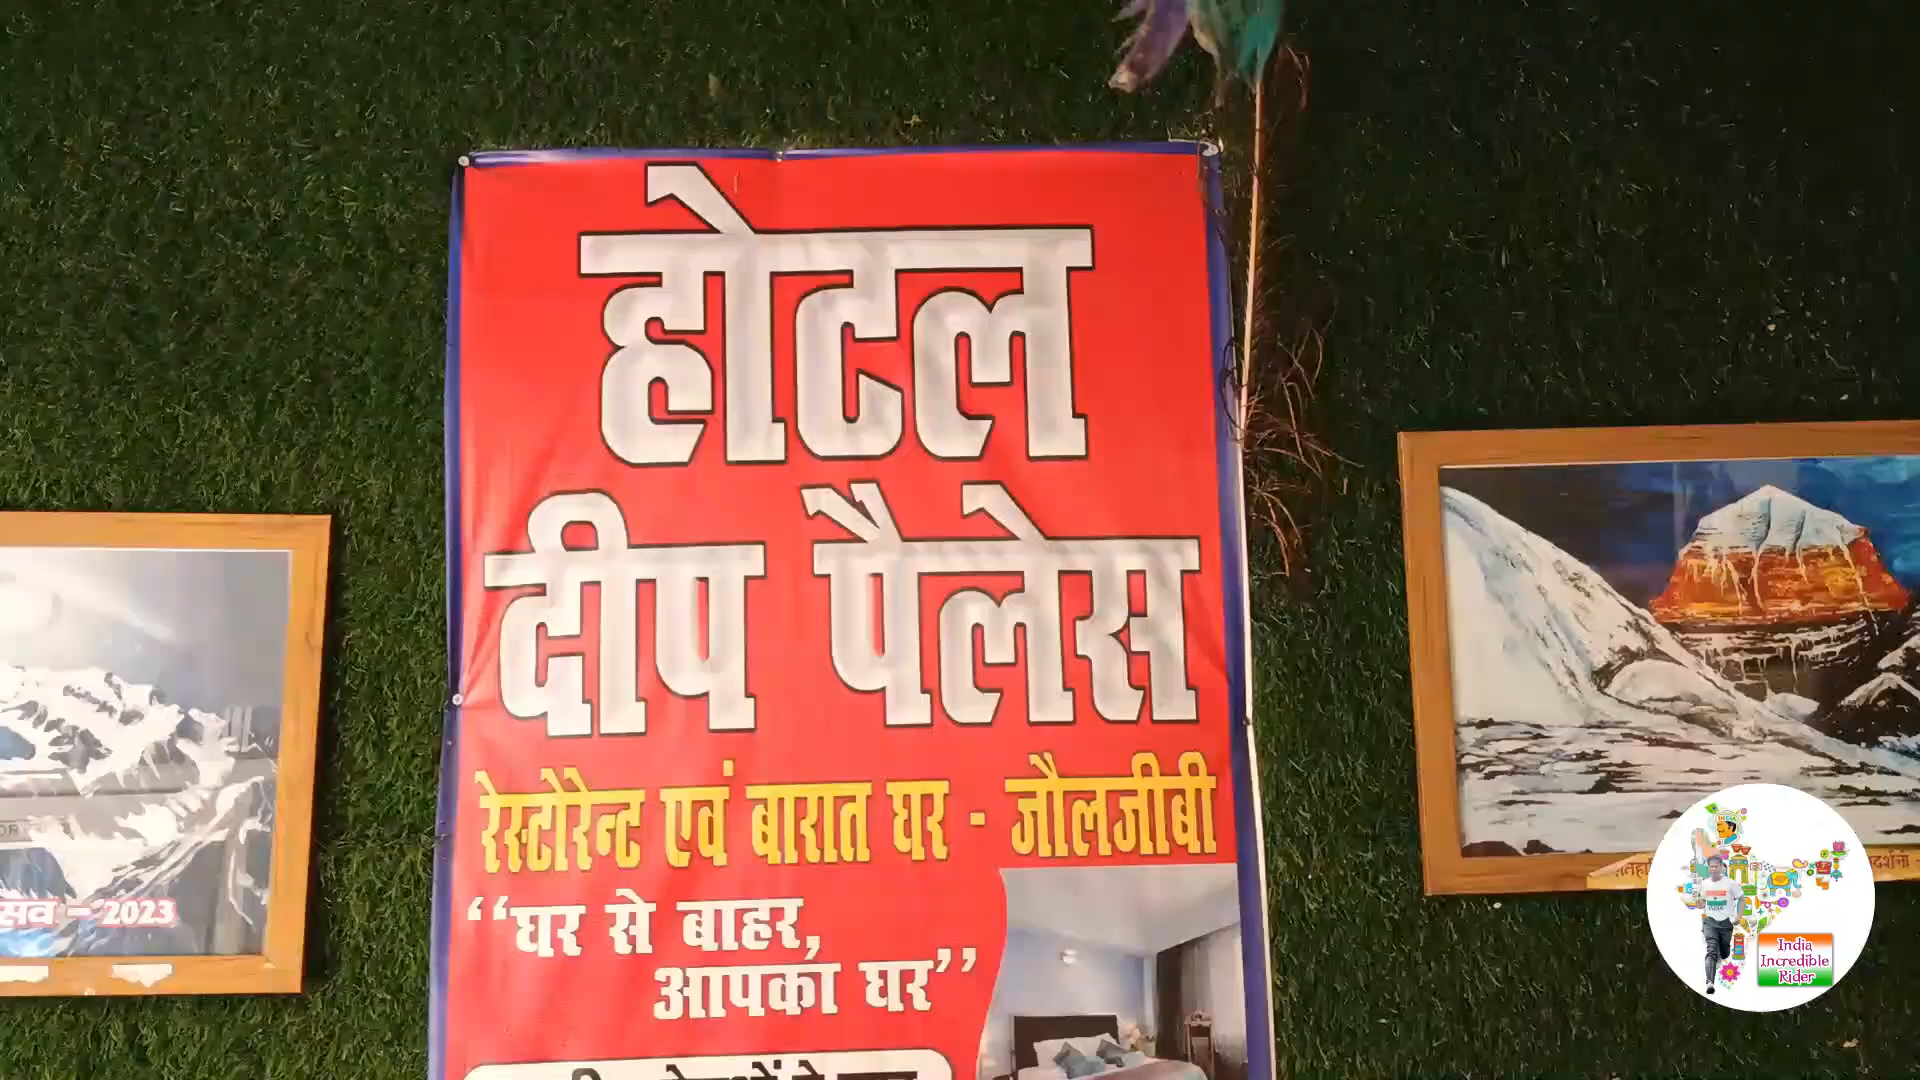 होटल
दीप पैलेस
रेस्टोरेन्ट एवं बारात घर - जौलजीबी
“घर से बाहर,
आपका घर”
सव - 2023
India
Incredible
Rider